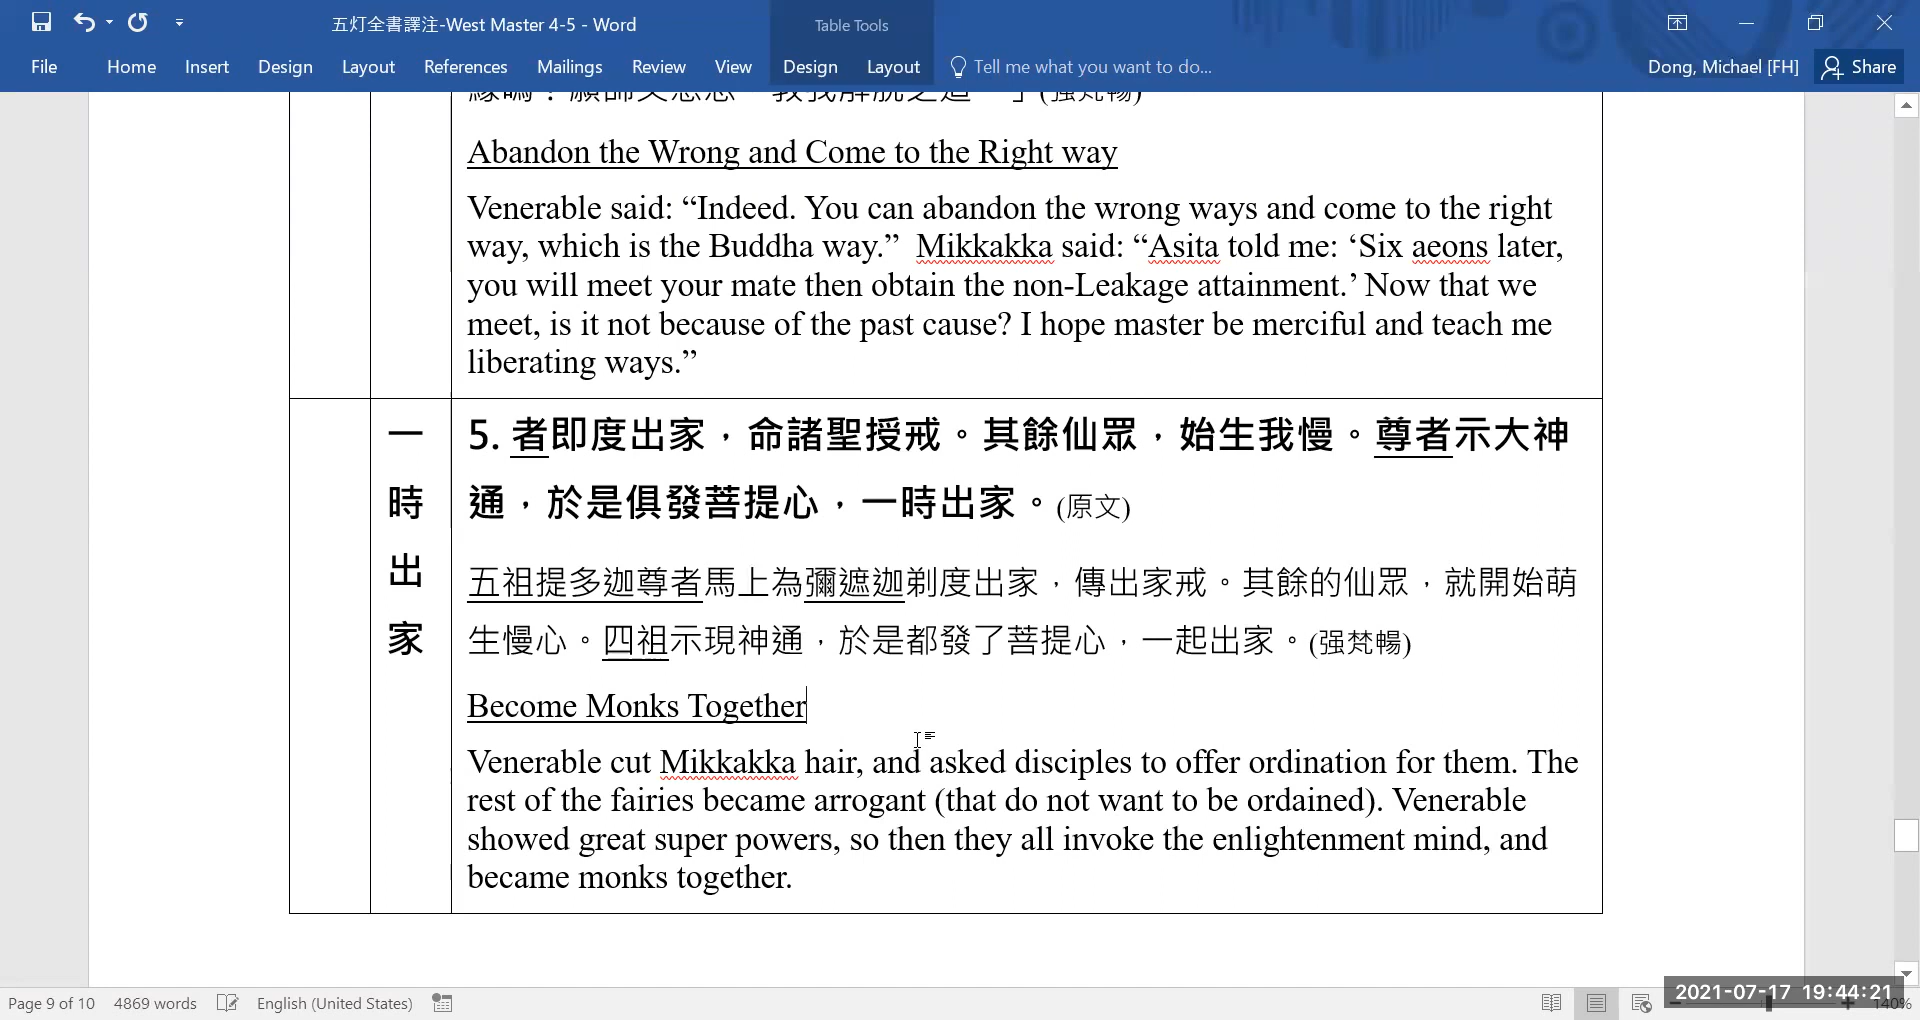 五灯全書譯注-West Master 4-5 - Word
Table Tools
File Home Insert Design Layout References Mailings Review View Design Layout Tell me what you want to do... Dong, Michael [FH] Share
Abandon the Wrong and Come to the Right way
Venerable said: “Indeed. You can abandon the wrong ways and come to the right
way, which is the Buddha way.”  Mikkakka said: “Asita told me: ‘Six aeons later,
you will meet your mate then obtain the non-Leakage attainment.’ Now that we
meet, is it not because of the past cause? I hope master be merciful and teach me
liberating ways.”
一
時
出
家
5. 者即度出家，命諸聖授戒。其餘仙眾，始生我慢。尊者示大神
通，於是俱發菩提心，一時出家。(原文)
五祖提多迦尊者馬上為彌遮迦剃度出家，傳出家戒。其餘的仙眾，就開始萌
生慢心。四祖示現神通，於是都發了菩提心，一起出家。(强梵暢)
Become Monks Together
Venerable cut Mikkakka hair, and asked disciples to offer ordination for them. The
rest of the fairies became arrogant (that do not want to be ordained). Venerable
showed great super powers, so then they all invoke the enlightenment mind, and
became monks together.
Page 9 of 10 4869 words English (United States)
2021-07-17 19:44:21
140%